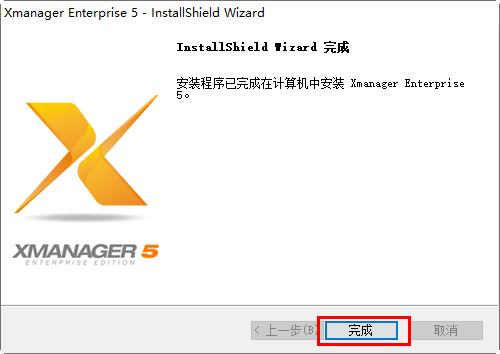 Xmanager Enterprise 5 - InstallShield Wizard
InstallShield Wizard 完成
安装程序已完成在计算机中安装 Xmanager Enterprise
5。
XMANAGER 5
ENTERPRISE EDITION
< 上一步(B) 完成 取消